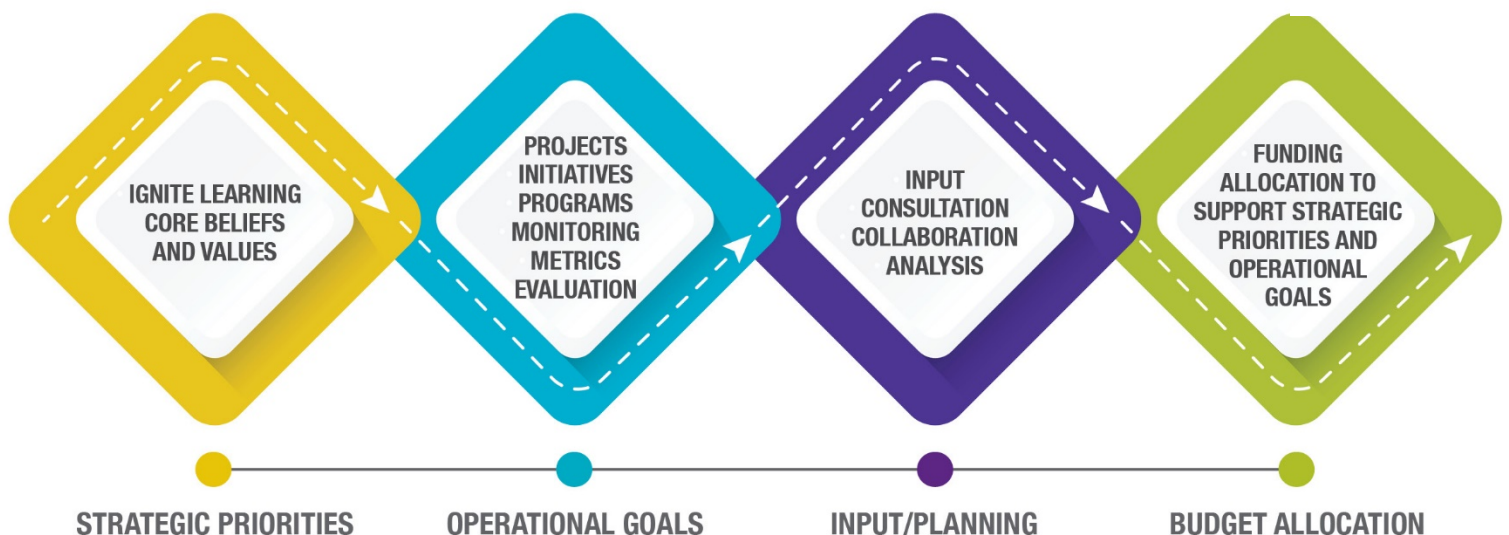 IGNITE LEARNING
CORE BELIEFS
AND VALUES
PROJECTS
INITIATIVES
PROGRAMS
MONITORING
METRICS
EVALUATION
INPUT
CONSULTATION
COLLABORATION
ANALYSIS
FUNDING
ALLOCATION TO
SUPPORT STRATEGIC
PRIORITIES AND
OPERATIONAL
GOALS
STRATEGIC PRIORITIES
OPERATIONAL GOALS
INPUT/PLANNING
BUDGET ALLOCATION